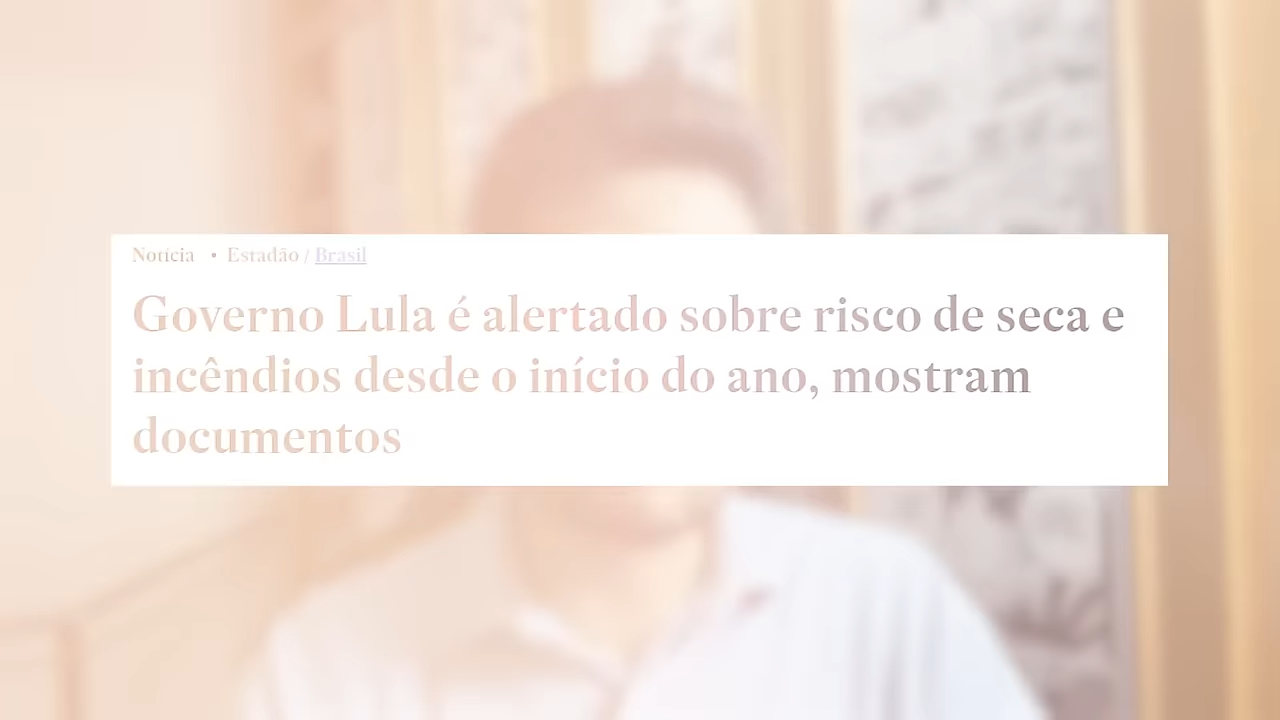 Notícia • Estadão / Brasil
Governo Lula é alertado sobre risco de seca e
incêndios desde o início do ano, mostram
documentos